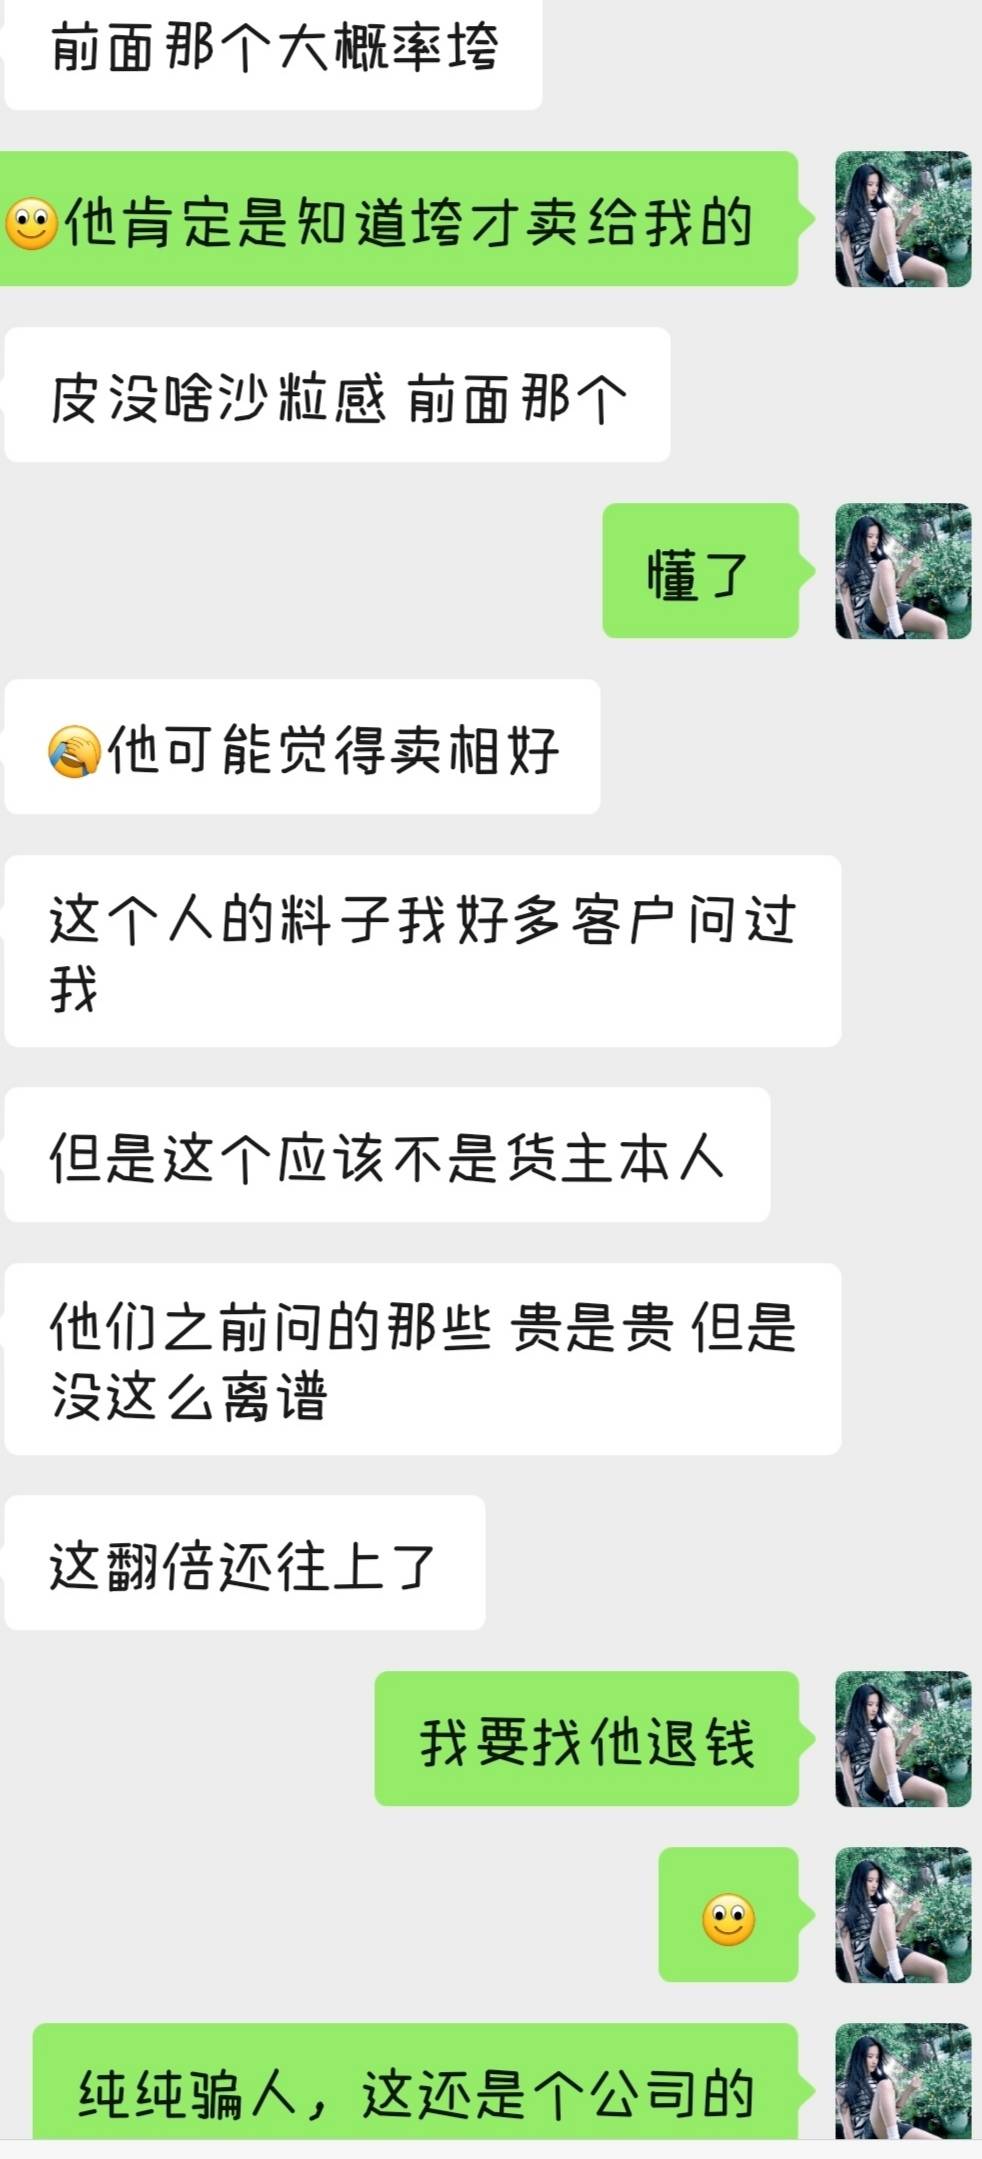 前面那个大概率垮
🙂他肯定是知道垮才卖给我的
皮没啥沙粒感 前面那个
懂了
🤦他可能觉得卖相好
这个人的料子我好多客户问过
我
但是这个应该不是货主本人
他们之前问的那些 贵是贵 但是
没这么离谱
这翻倍还往上了
我要找他退钱
🙂
纯纯骗人，这还是个公司的